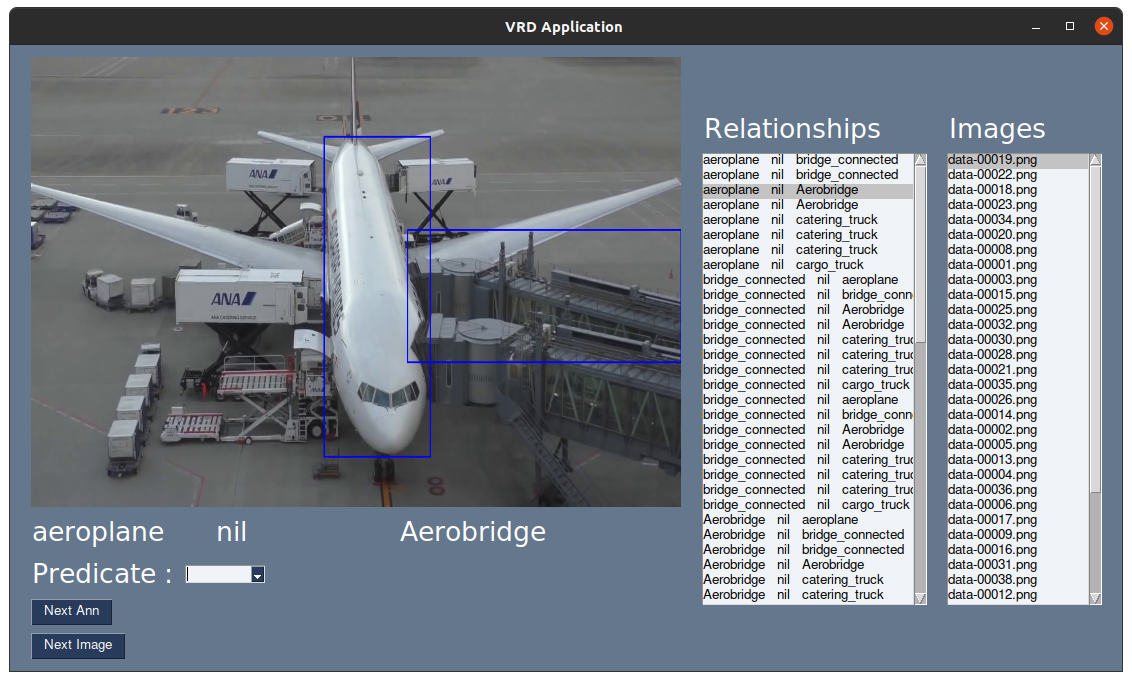 VRD Application
ANA
ANA
ANA
ANA CATERING SERVICE
aeroplane nil Aerobridge
Predicate :
Next Ann
Next Image
Relationships
aeroplane nil bridge_connected
aeroplane nil bridge_connected
aeroplane nil Aerobridge
aeroplane nil Aerobridge
aeroplane nil catering_truck
aeroplane nil catering_truck
aeroplane nil catering_truck
aeroplane nil cargo_truck
bridge_connected nil aeroplane
bridge_connected nil bridge_conn
bridge_connected nil Aerobridge
bridge_connected nil Aerobridge
bridge_connected nil catering_truc
bridge_connected nil catering_truc
bridge_connected nil catering_truc
bridge_connected nil cargo_truck
bridge_connected nil aeroplane
bridge_connected nil bridge_conn
bridge_connected nil Aerobridge
bridge_connected nil Aerobridge
bridge_connected nil catering_truc
bridge_connected nil catering_truc
bridge_connected nil catering_truc
bridge_connected nil cargo_truck
Aerobridge nil aeroplane
Aerobridge nil bridge_connected
Aerobridge nil bridge_connected
Aerobridge nil Aerobridge
Aerobridge nil catering_truck
Aerobridge nil catering_truck
Images
data-00019.png
data-00022.png
data-00018.png
data-00023.png
data-00034.png
data-00020.png
data-00008.png
data-00001.png
data-00003.png
data-00015.png
data-00025.png
data-00032.png
data-00030.png
data-00028.png
data-00021.png
data-00035.png
data-00026.png
data-00014.png
data-00002.png
data-00005.png
data-00013.png
data-00004.png
data-00036.png
data-00006.png
data-00017.png
data-00009.png
data-00016.png
data-00031.png
data-00038.png
data-00012.png